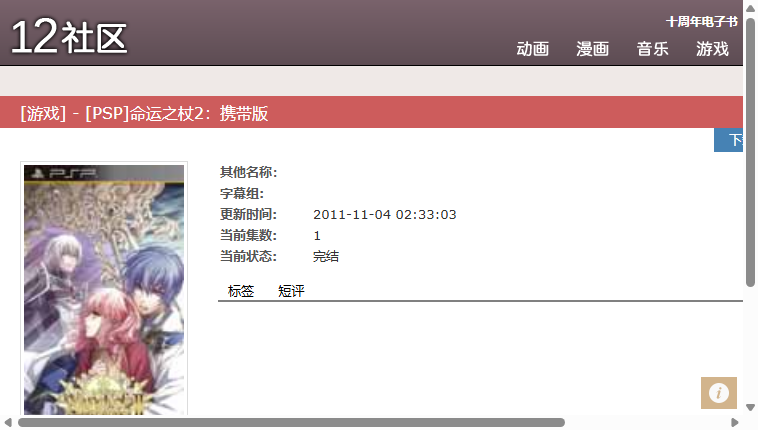 12社区
十周年电子书
动画 漫画 音乐 游戏
[游戏] - [PSP]命运之杖2：携带版
PSP
其他名称:
字幕组:
更新时间: 2011-11-04 02:33:03
当前集数: 1
当前状态: 完结
标签 短评